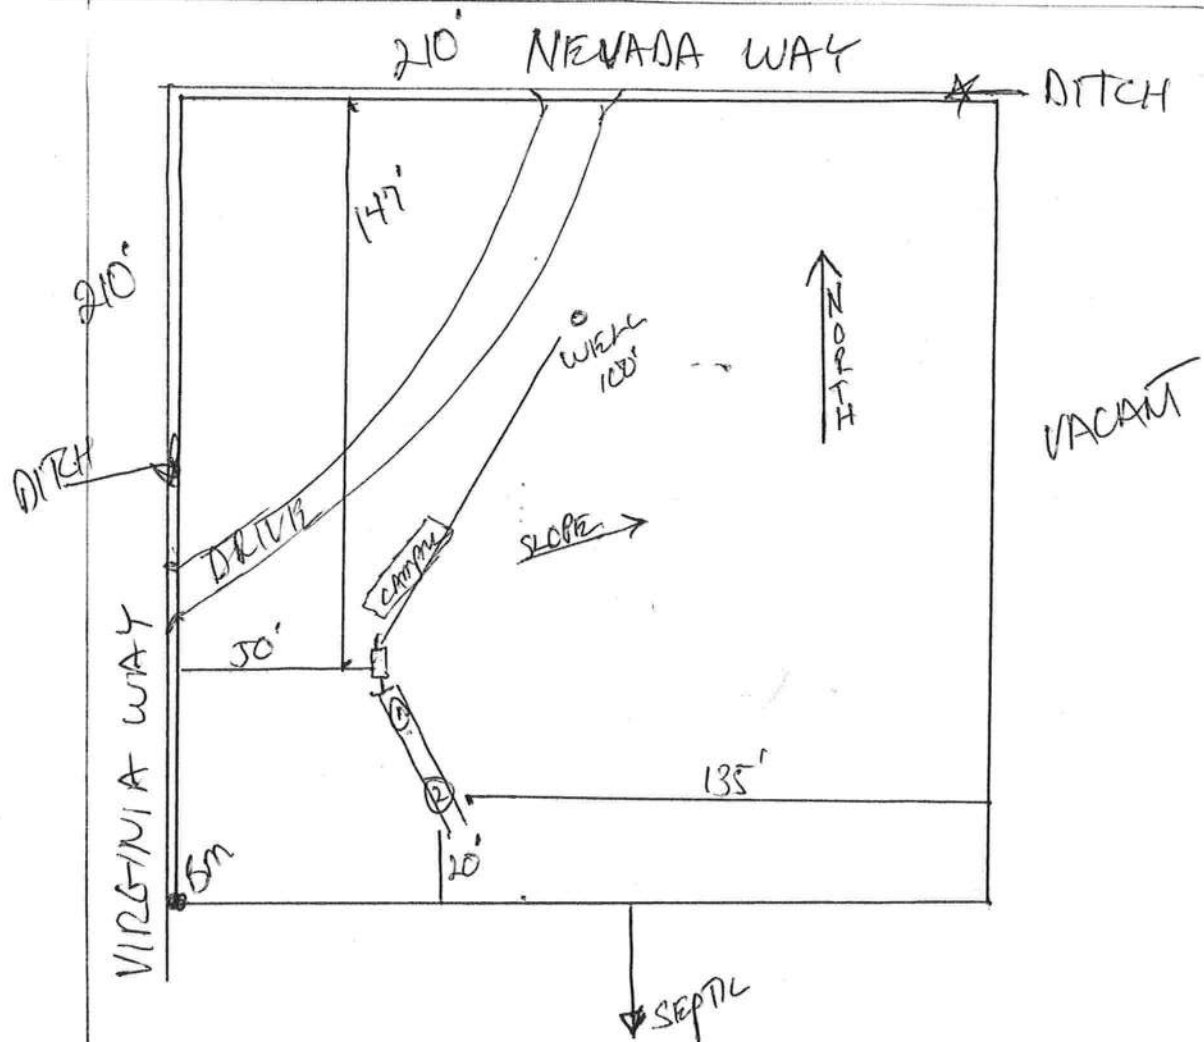 210' NEVADA WAY
DITCH
147'
210'
WELL
100'
NORTH
VACANT
DITCH
DRIVE
SLOPE
CAMPER
50'
1
2
135'
20'
VIRGINIA WAY
BM
SEPTIC